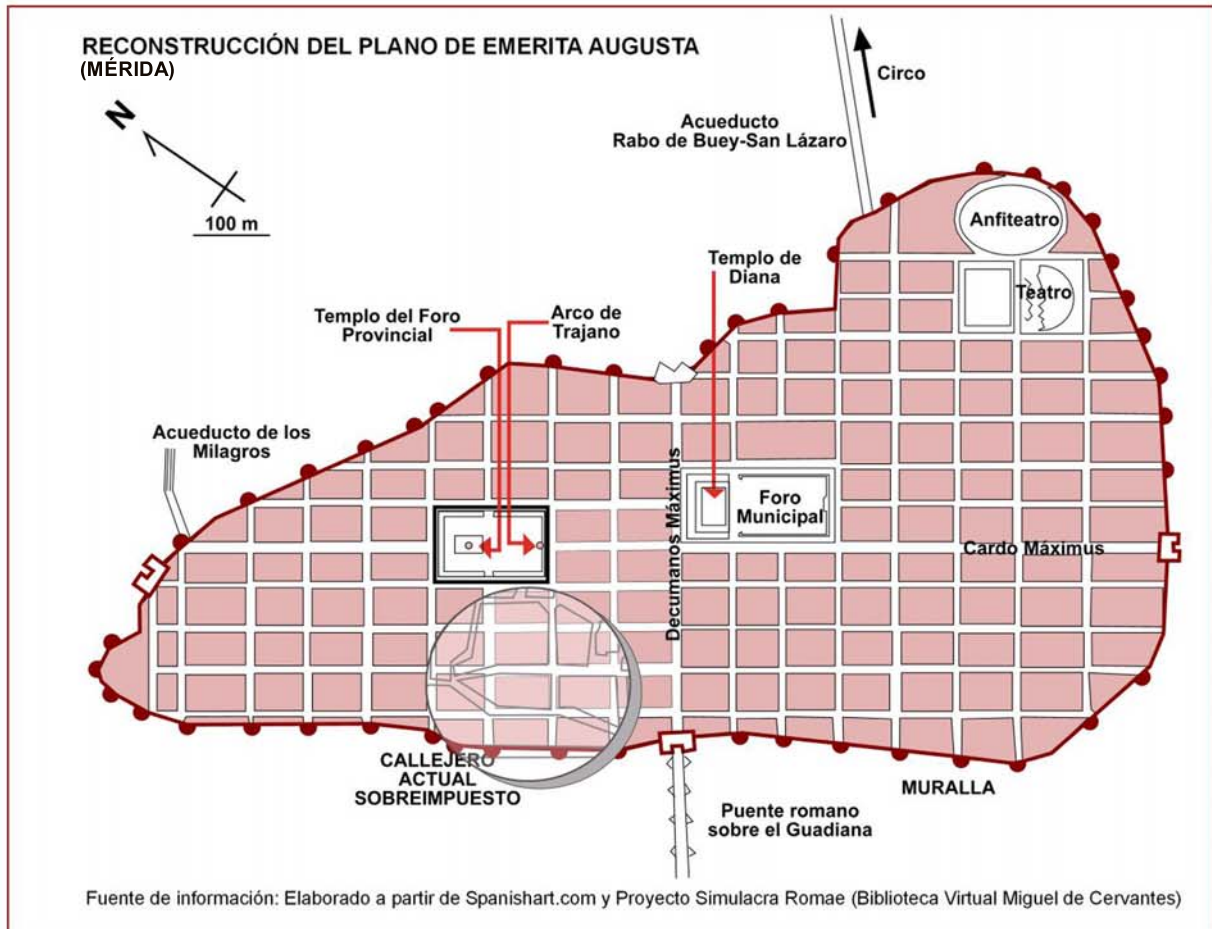 RECONSTRUCCIÓN DEL PLANO DE EMERITA AUGUSTA
(MÉRIDA)
N
100 m
Circo
Acueducto
Rabo de Buey-San Lázaro
Anfiteatro
Templo de
Diana
Teatro
Templo del Foro
Provincial
Arco de
Trajano
Acueducto de los
Milagros
Decumanos Máximus
Foro
Municipal
Cardo Máximus
CALLEJERO
ACTUAL
SOBREIMPUESTO
MURALLA
Puente romano
sobre el Guadiana
Fuente de información: Elaborado a partir de Spanishart.com y Proyecto Simulacra Romae (Biblioteca Virtual Miguel de Cervantes)